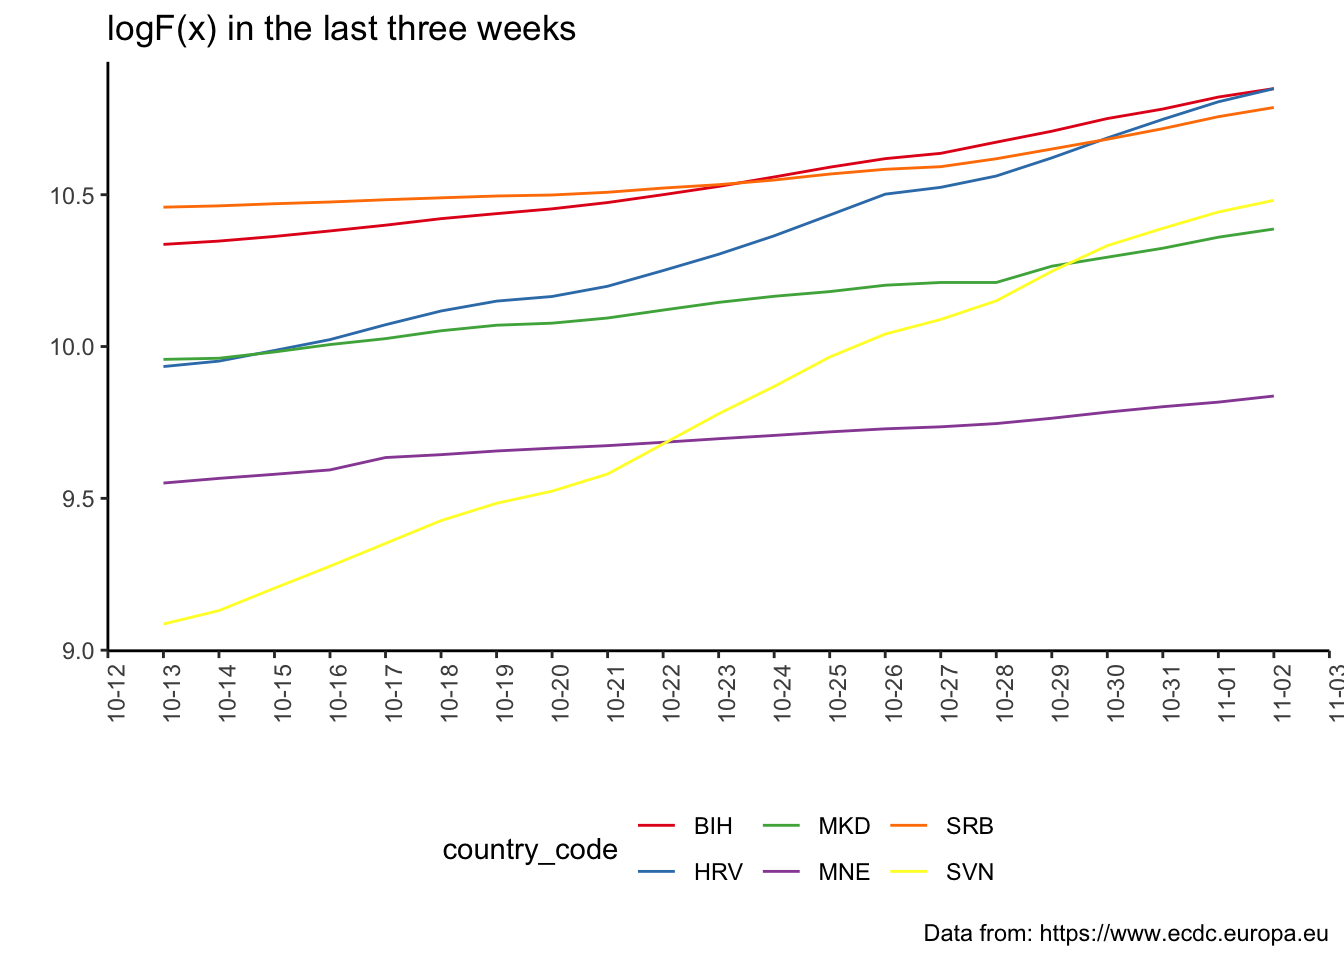 logF(x) in the last three weeks
10.5
10.0
9.5
9.0
10-12 10-13 10-14 10-15 10-16 10-17 10-18 10-19 10-20 10-21 10-22 10-23 10-24 10-25 10-26 10-27 10-28 10-29 10-30 10-31 11-01 11-02 11-03
country_code
BIH MKD SRB
HRV MNE SVN
Data from: https://www.ecdc.europa.eu